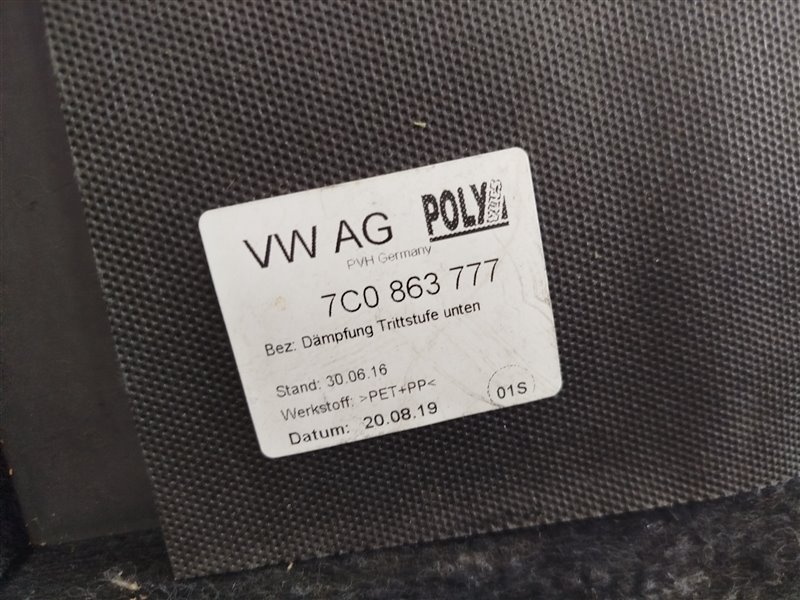 VW AG
POLY
PVH Germany
7C0 863 777
Bez: Dämpfung Trittstufe unten
Stand: 30.06.16
Werkstoff: >PET+PP<
Datum: 20.08.19
01S